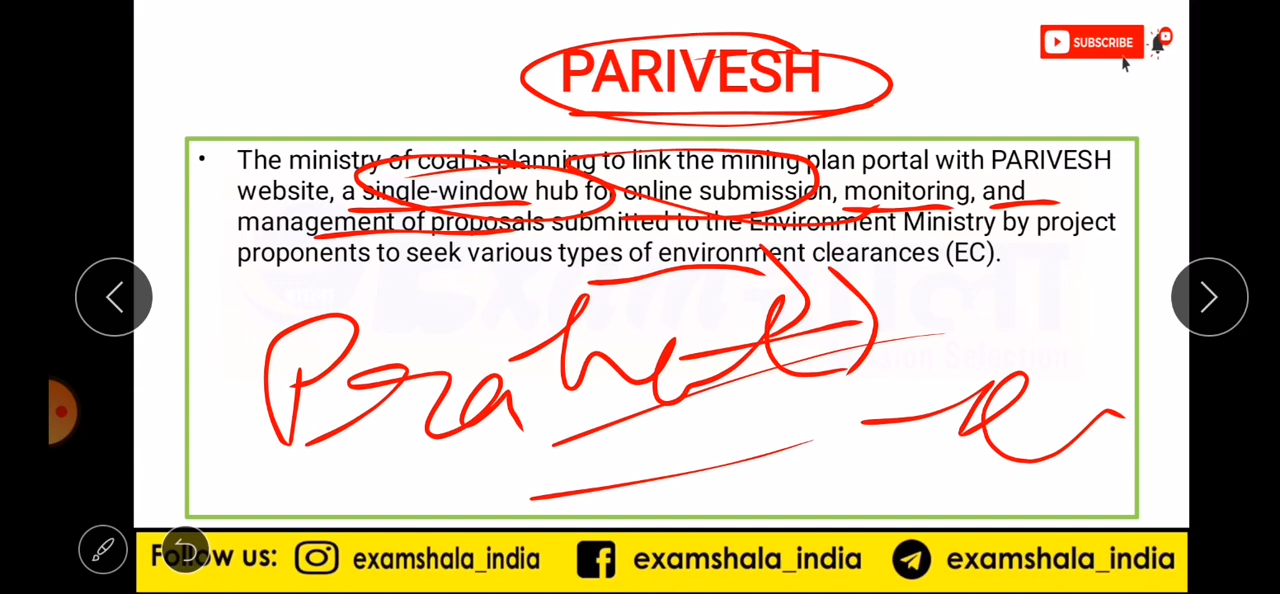 PARIVESH
SUBSCRIBE
• The ministry of coal is planning to link the mining plan portal with PARIVESH
website, a single-window hub for online submission, monitoring, and
management of proposals submitted to the Environment Ministry by project
proponents to seek various types of environment clearances (EC).
Follow us: examshala_india examshala_india examshala_india